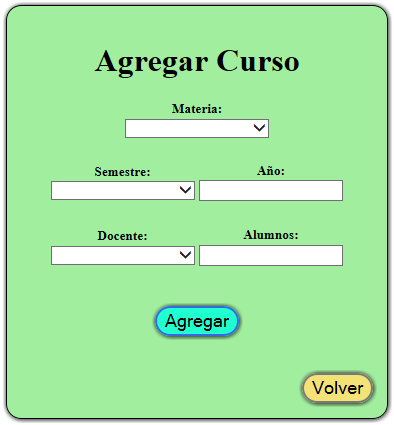 Agregar Curso
Materia:
Semestre: Año:
Docente: Alumnos:
Agregar
Volver